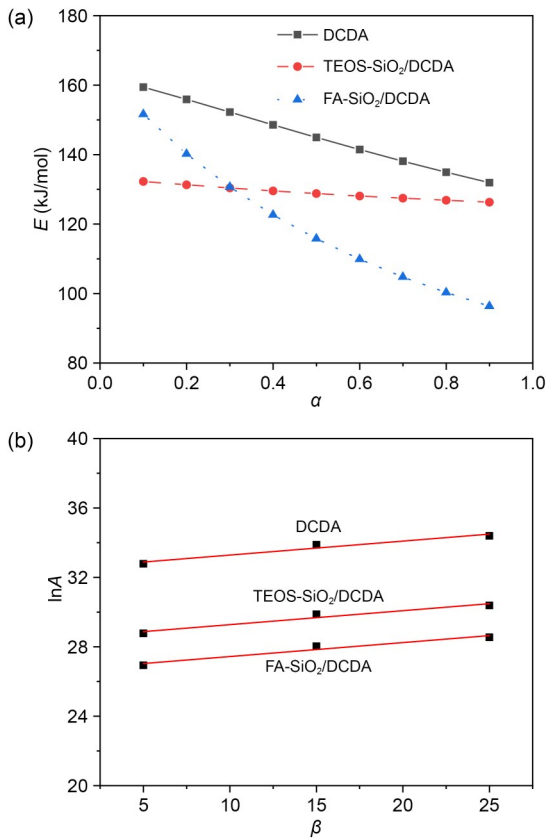 (a)
180
160
140
120
100
80
E (kJ/mol)
DCDA
TEOS-SiO₂/DCDA
FA-SiO₂/DCDA
0.0 0.2 0.4 0.6 0.8 1.0
α
(b)
40
36
32
28
24
20
lnA
DCDA
TEOS-SiO₂/DCDA
FA-SiO₂/DCDA
5 10 15 20 25
β